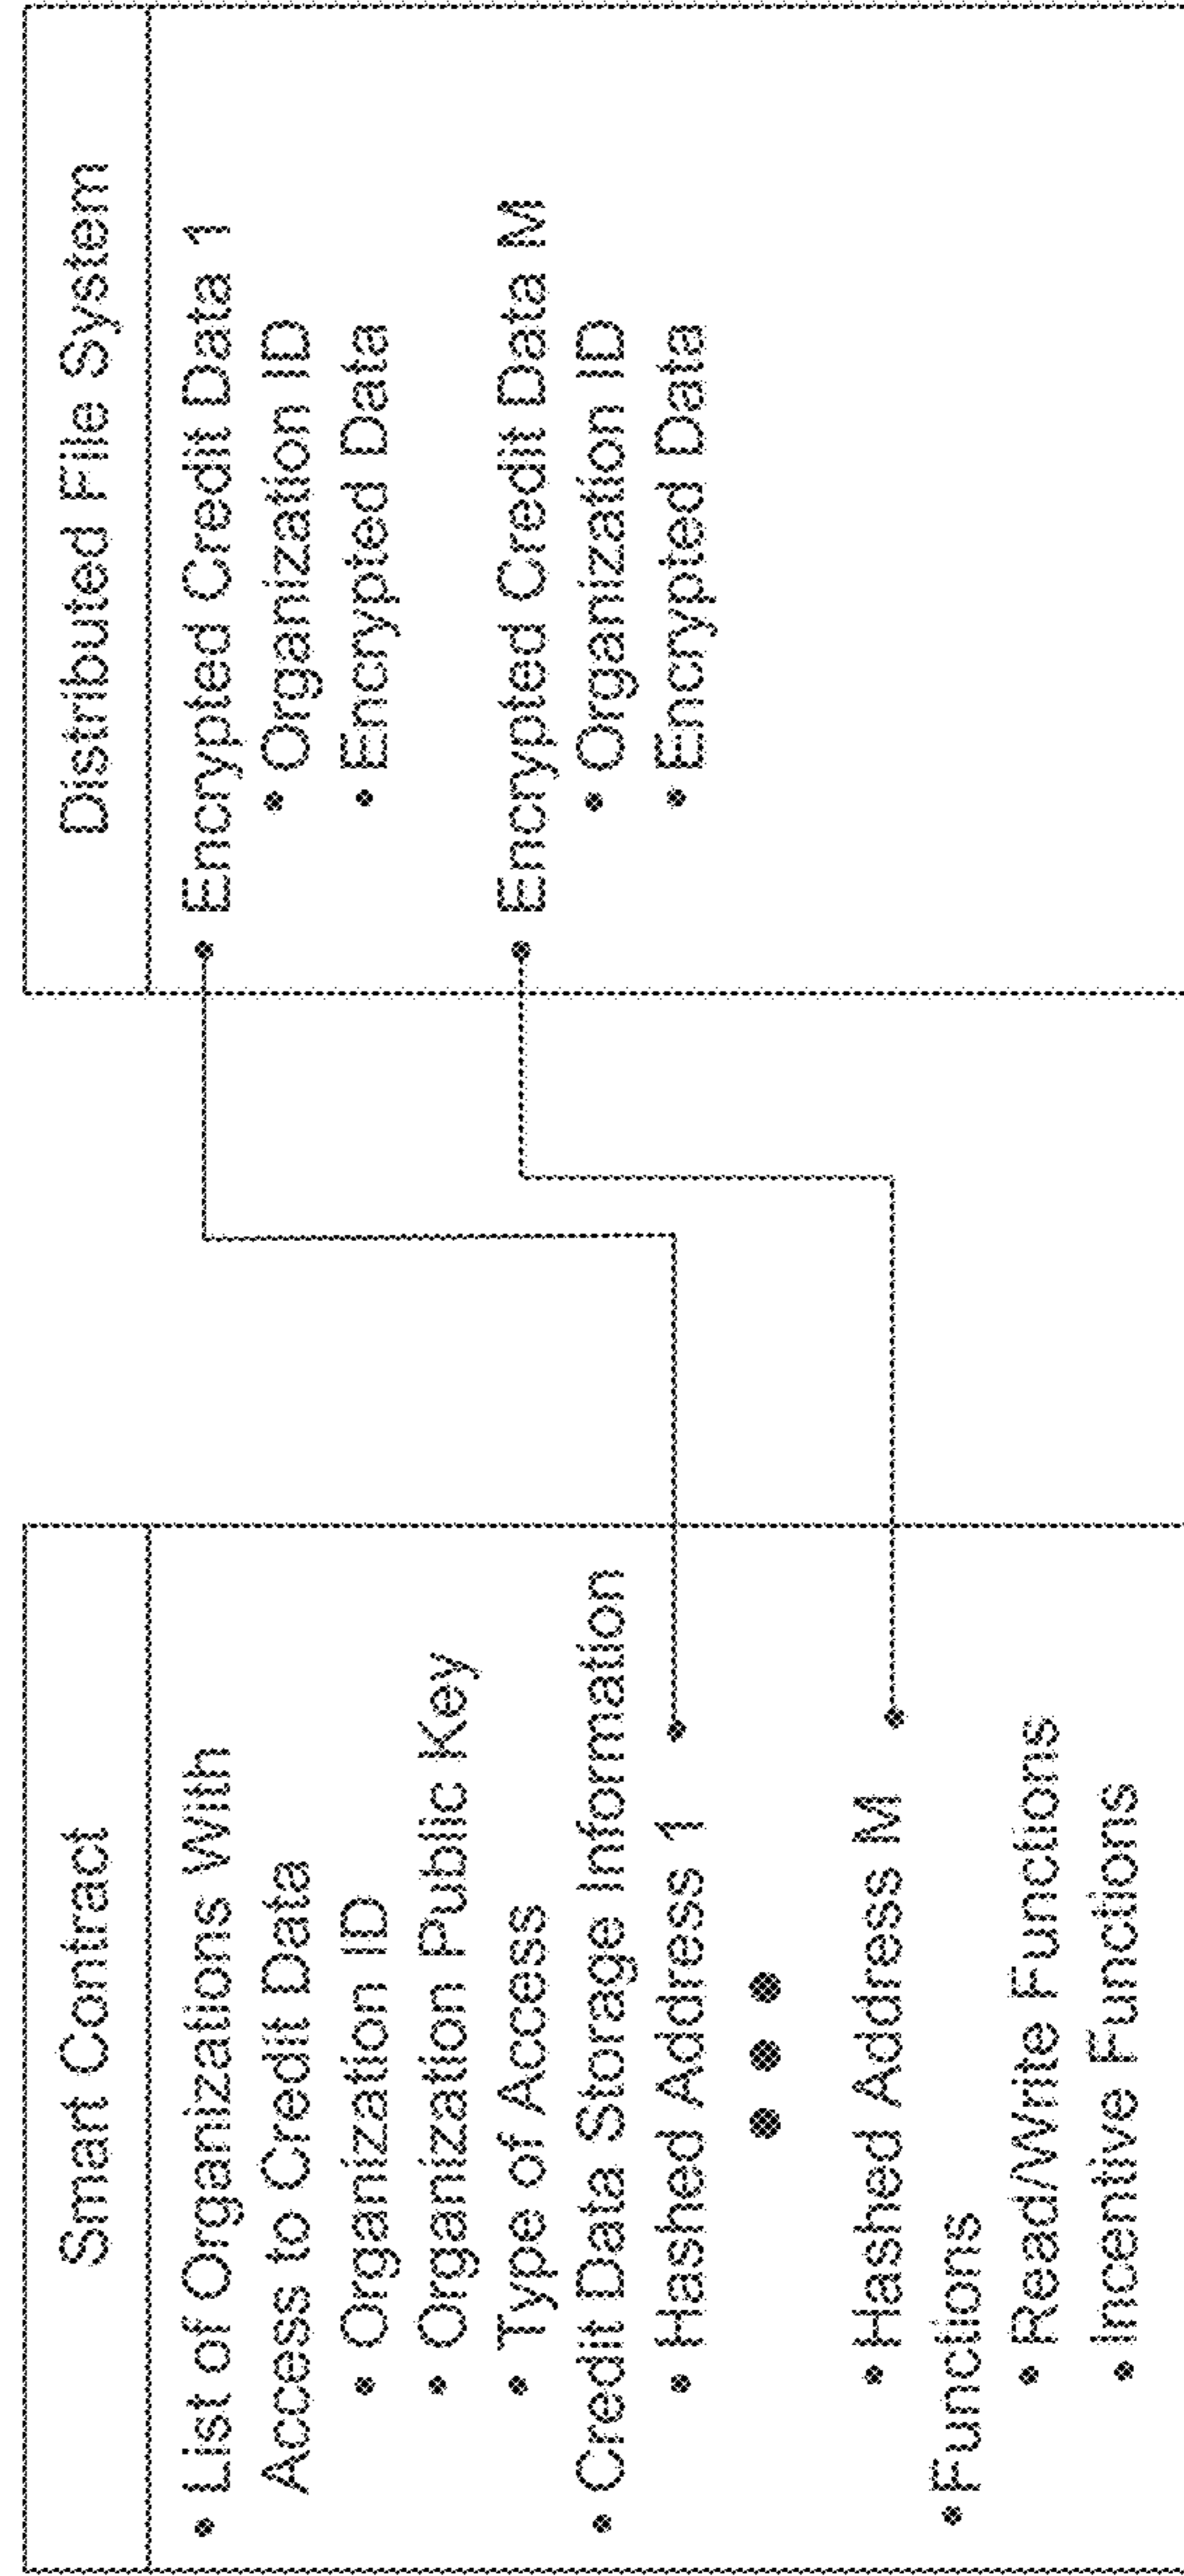 Smart Contract
• List of Organizations With
Access to Credit Data
• Organization ID
• Organization Public Key
• Type of Access
• Credit Data Storage Information
• Hashed Address 1
• • •
• Hashed Address M
• Functions
• Read/Write Functions
• Incentive Functions
Distributed File System
• Encrypted Credit Data 1
• Organization ID
• Encrypted Data
• Encrypted Credit Data M
• Organization ID
• Encrypted Data